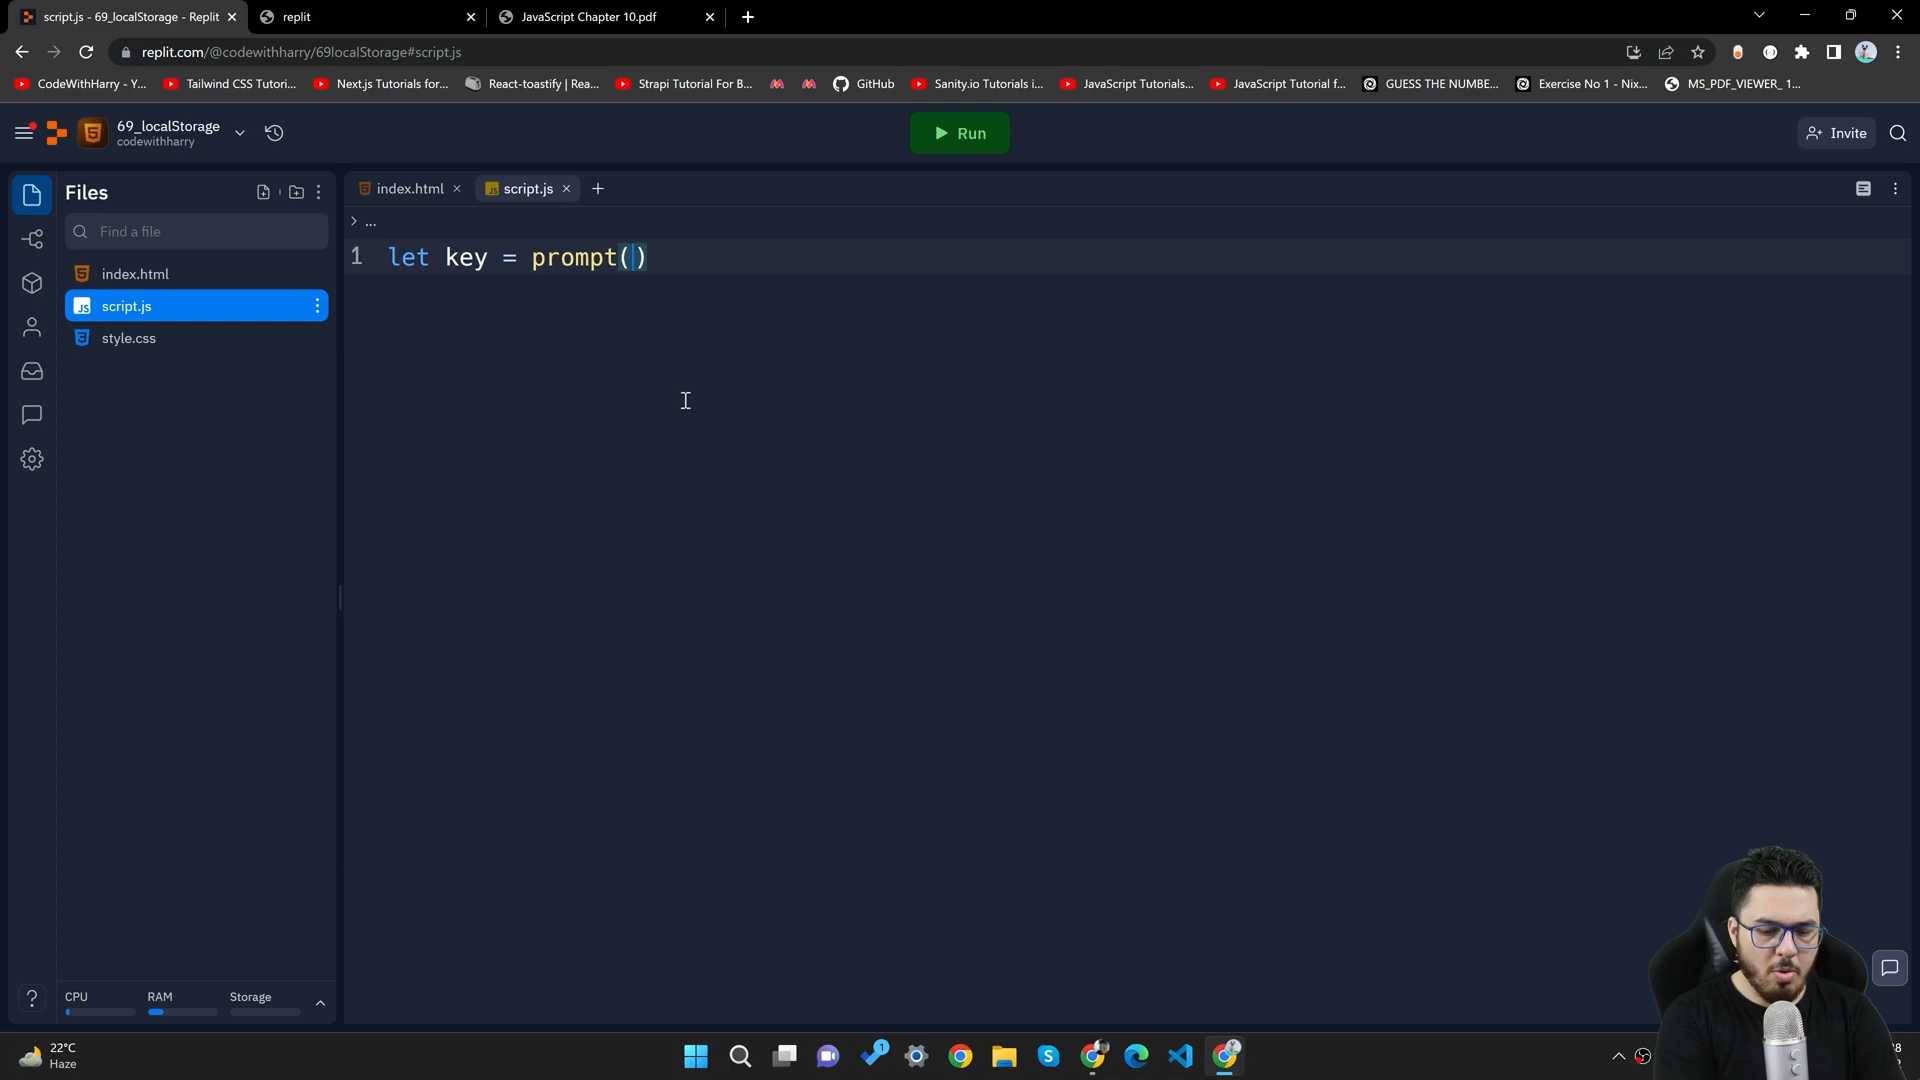 script.js - 69_localStorage - Replit
replit
JavaScript Chapter 10.pdf
replit.com/@codewithharry/69localStorage#script.js
CodeWithHarry - Y...
Tailwind CSS Tutori...
Next.js Tutorials for...
React-toastify | Rea...
Strapi Tutorial For B...
GitHub
Sanity.io Tutorials i...
JavaScript Tutorials...
JavaScript Tutorial f...
GUESS THE NUMBE...
Exercise No 1 - Nix...
MS_PDF_VIEWER_ 1...
69_localStorage
codewithharry
Run
Invite
Files
index.html
script.js
Find a file
> ...
1 let key = prompt()
index.html
script.js
style.css
CPU
RAM
Storage
22°C
Haze
1